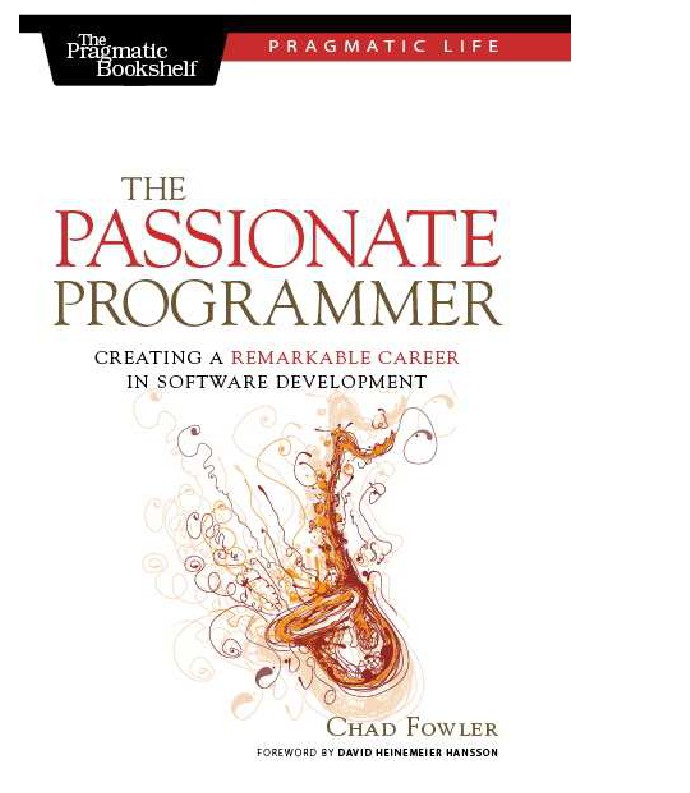 The
Pragmatic
Bookshelf
PRAGMATIC LIFE
THE
PASSIONATE
PROGRAMMER
CREATING A REMARKABLE CAREER
IN SOFTWARE DEVELOPMENT
CHAD FOWLER
FOREWORD BY DAVID HEINEMEIER HANSSON